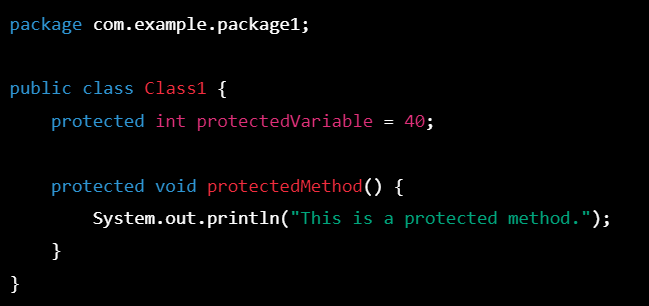 package com.example.package1;
public class Class1 {
    protected int protectedVariable = 40;
    protected void protectedMethod() {
        System.out.println("This is a protected method.");
    }
}